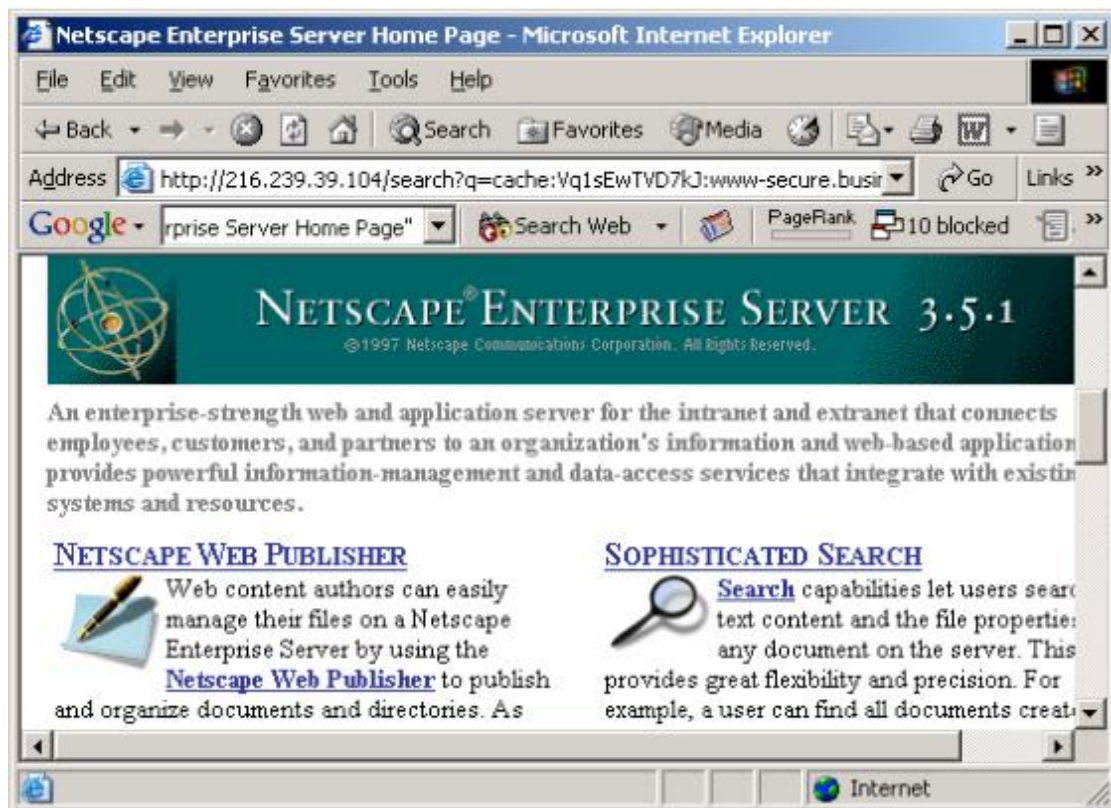 Netscape Enterprise Server Home Page - Microsoft Internet Explorer
File Edit View Favorites Tools Help
Back Search Favorites Media
Address http://216.239.39.104/search?q=cache:Vq1sEwTVD7kJ:www-secure.busir Go Links »
Google rprise Server Home Page" Search Web PageRank 10 blocked »
NETSCAPE® ENTERPRISE SERVER 3.5.1
©1997 Netscape Communications Corporation. All Rights Reserved.
An enterprise-strength web and application server for the intranet and extranet that connects
employees, customers, and partners to an organization's information and web-based application
provides powerful information-management and data-access services that integrate with existin
systems and resources.
NETSCAPE WEB PUBLISHER
Web content authors can easily
manage their files on a Netscape
Enterprise Server by using the
Netscape Web Publisher to publish
and organize documents and directories. As
SOPHISTICATED SEARCH
Search capabilities let users searc
text content and the file propertie
any document on the server. This
provides great flexibility and precision. For
example, a user can find all documents creat
Internet